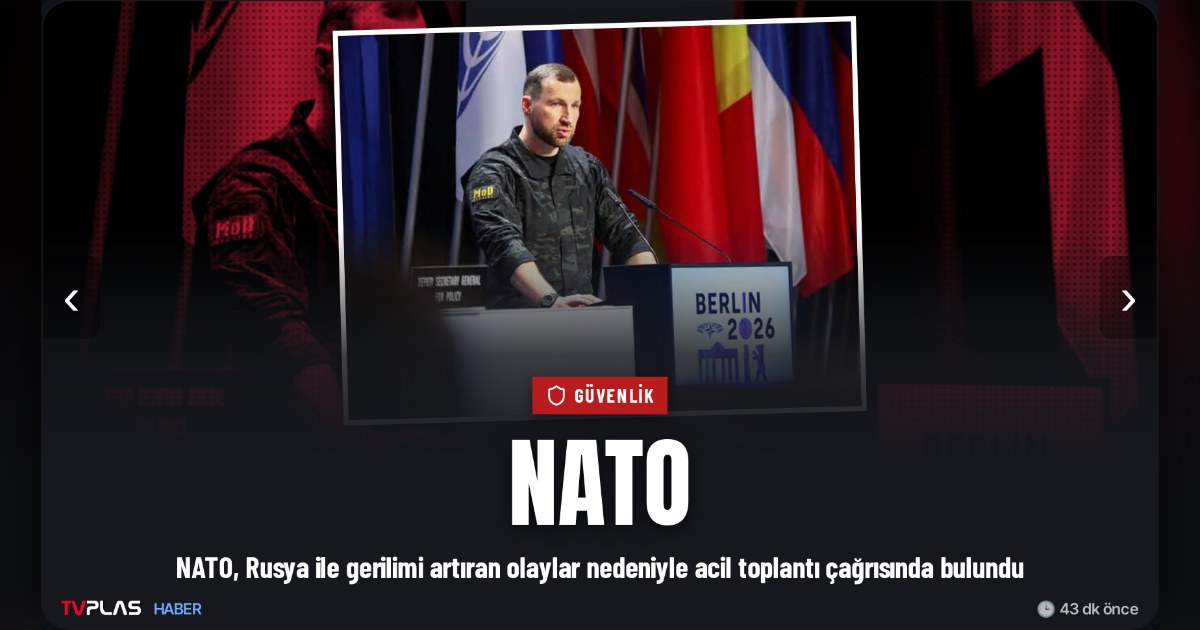 MoD
MoD
DEPUTY SECRETARY GENERAL
FOR POLICY
BERLIN
2026
GÜVENLİK
NATO
NATO, Rusya ile gerilimi artıran olaylar nedeniyle acil toplantı çağrısında bulundu
TVPLAS HABER
43 dk önce